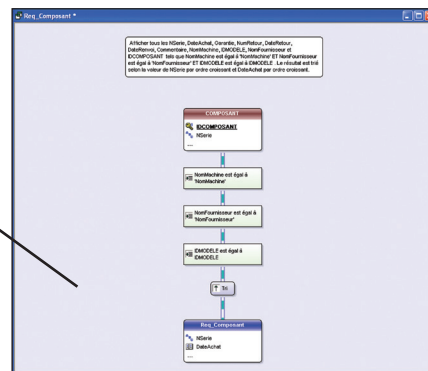 Req_Composant *
Afficher tous les NSerie, DateAchat, Garantie, NumRetour, DateRetour,
DateRenvoi, Commentaire, NomMachine, IDMODELE, NomFournisseur et
IDCOMPOSANT tels que NomMachine est égal à 'NomMachine' ET NomFournisseur
est égal à 'NomFournisseur' ET IDMODELE est égal à IDMODELE . Le résultat est trié
selon la valeur de NSerie par ordre croissant et DateAchat par ordre croissant.
COMPOSANT
IDCOMPOSANT
NSerie
...
NomMachine est égal à
'NomMachine'
NomFournisseur est égal à
'NomFournisseur'
IDMODELE est égal à
IDMODELE
Req_Composant
NSerie
DateAchat
...